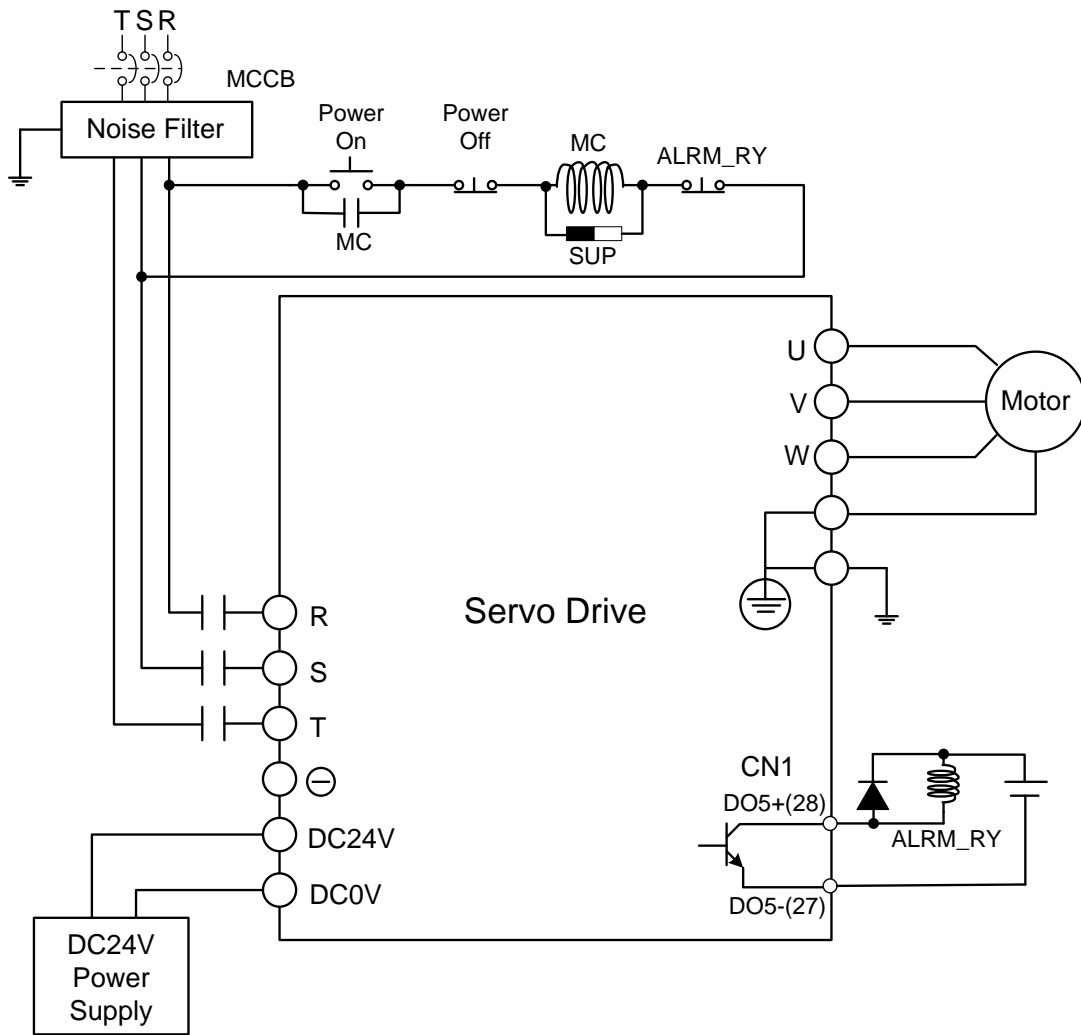 T S R
MCCB
Noise Filter
Power
On
Power
Off
MC
ALRM_RY
MC
SUP
U
V
W
Motor
Servo Drive
R
S
T
CN1
DO5+(28)
ALRM_RY
DO5-(27)
DC24V
DC0V
DC24V
Power
Supply